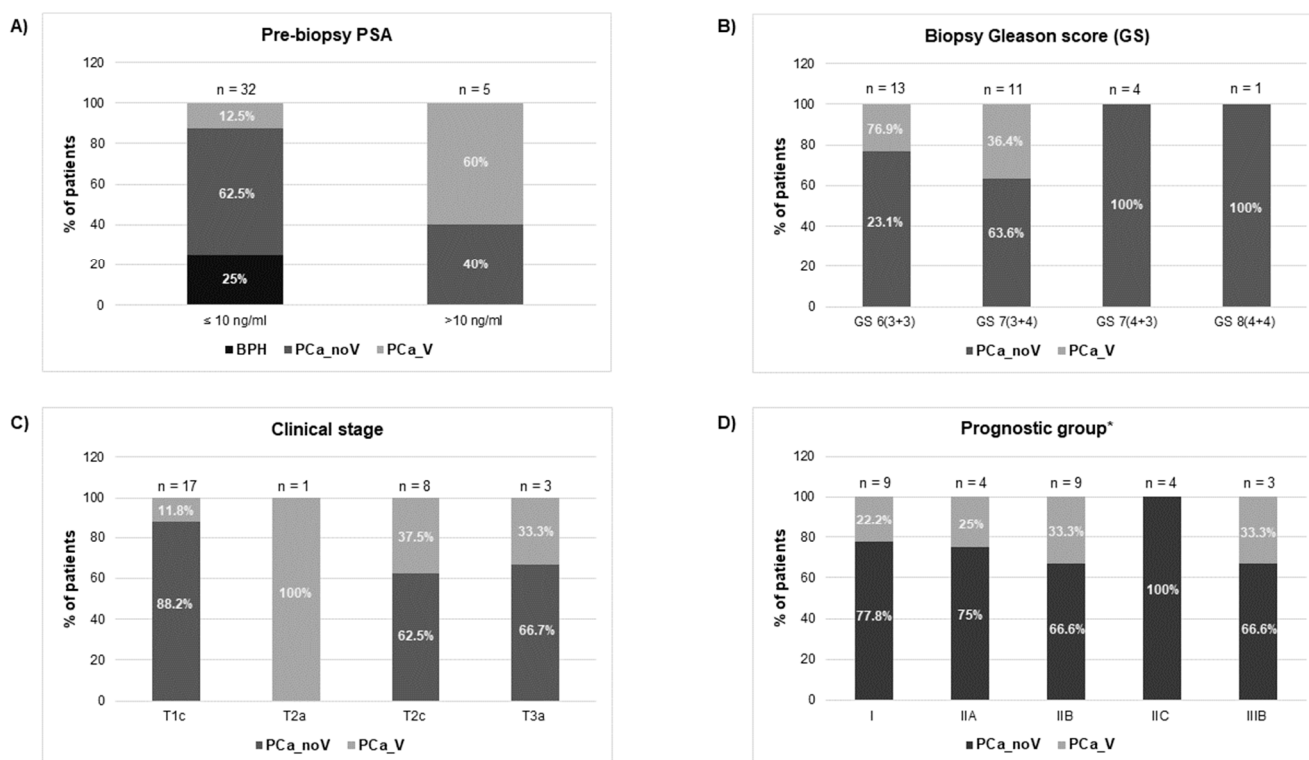 A)
Pre-biopsy PSA
% of patients
120
100
80
60
40
20
0
n = 32
n = 5
12.5%
62.5%
25%
60%
40%
≤ 10 ng/ml
>10 ng/ml
BPH PCa_noV PCa_V
B)
Biopsy Gleason score (GS)
% of patients
120
100
80
60
40
20
0
n = 13
n = 11
n = 4
n = 1
76.9%
23.1%
36.4%
63.6%
100%
100%
GS 6(3+3)
GS 7(3+4)
GS 7(4+3)
GS 8(4+4)
PCa_noV PCa_V
C)
Clinical stage
% of patients
120
100
80
60
40
20
0
n = 17
n = 1
n = 8
n = 3
11.8%
88.2%
100%
37.5%
62.5%
33.3%
66.7%
T1c
T2a
T2c
T3a
PCa_noV PCa_V
D)
Prognostic group*
% of patients
120
100
80
60
40
20
0
n = 9
n = 4
n = 9
n = 4
n = 3
22.2%
77.8%
25%
75%
33.3%
66.6%
100%
33.3%
66.6%
I
IIA
IIB
IIC
IIIB
PCa_noV PCa_V